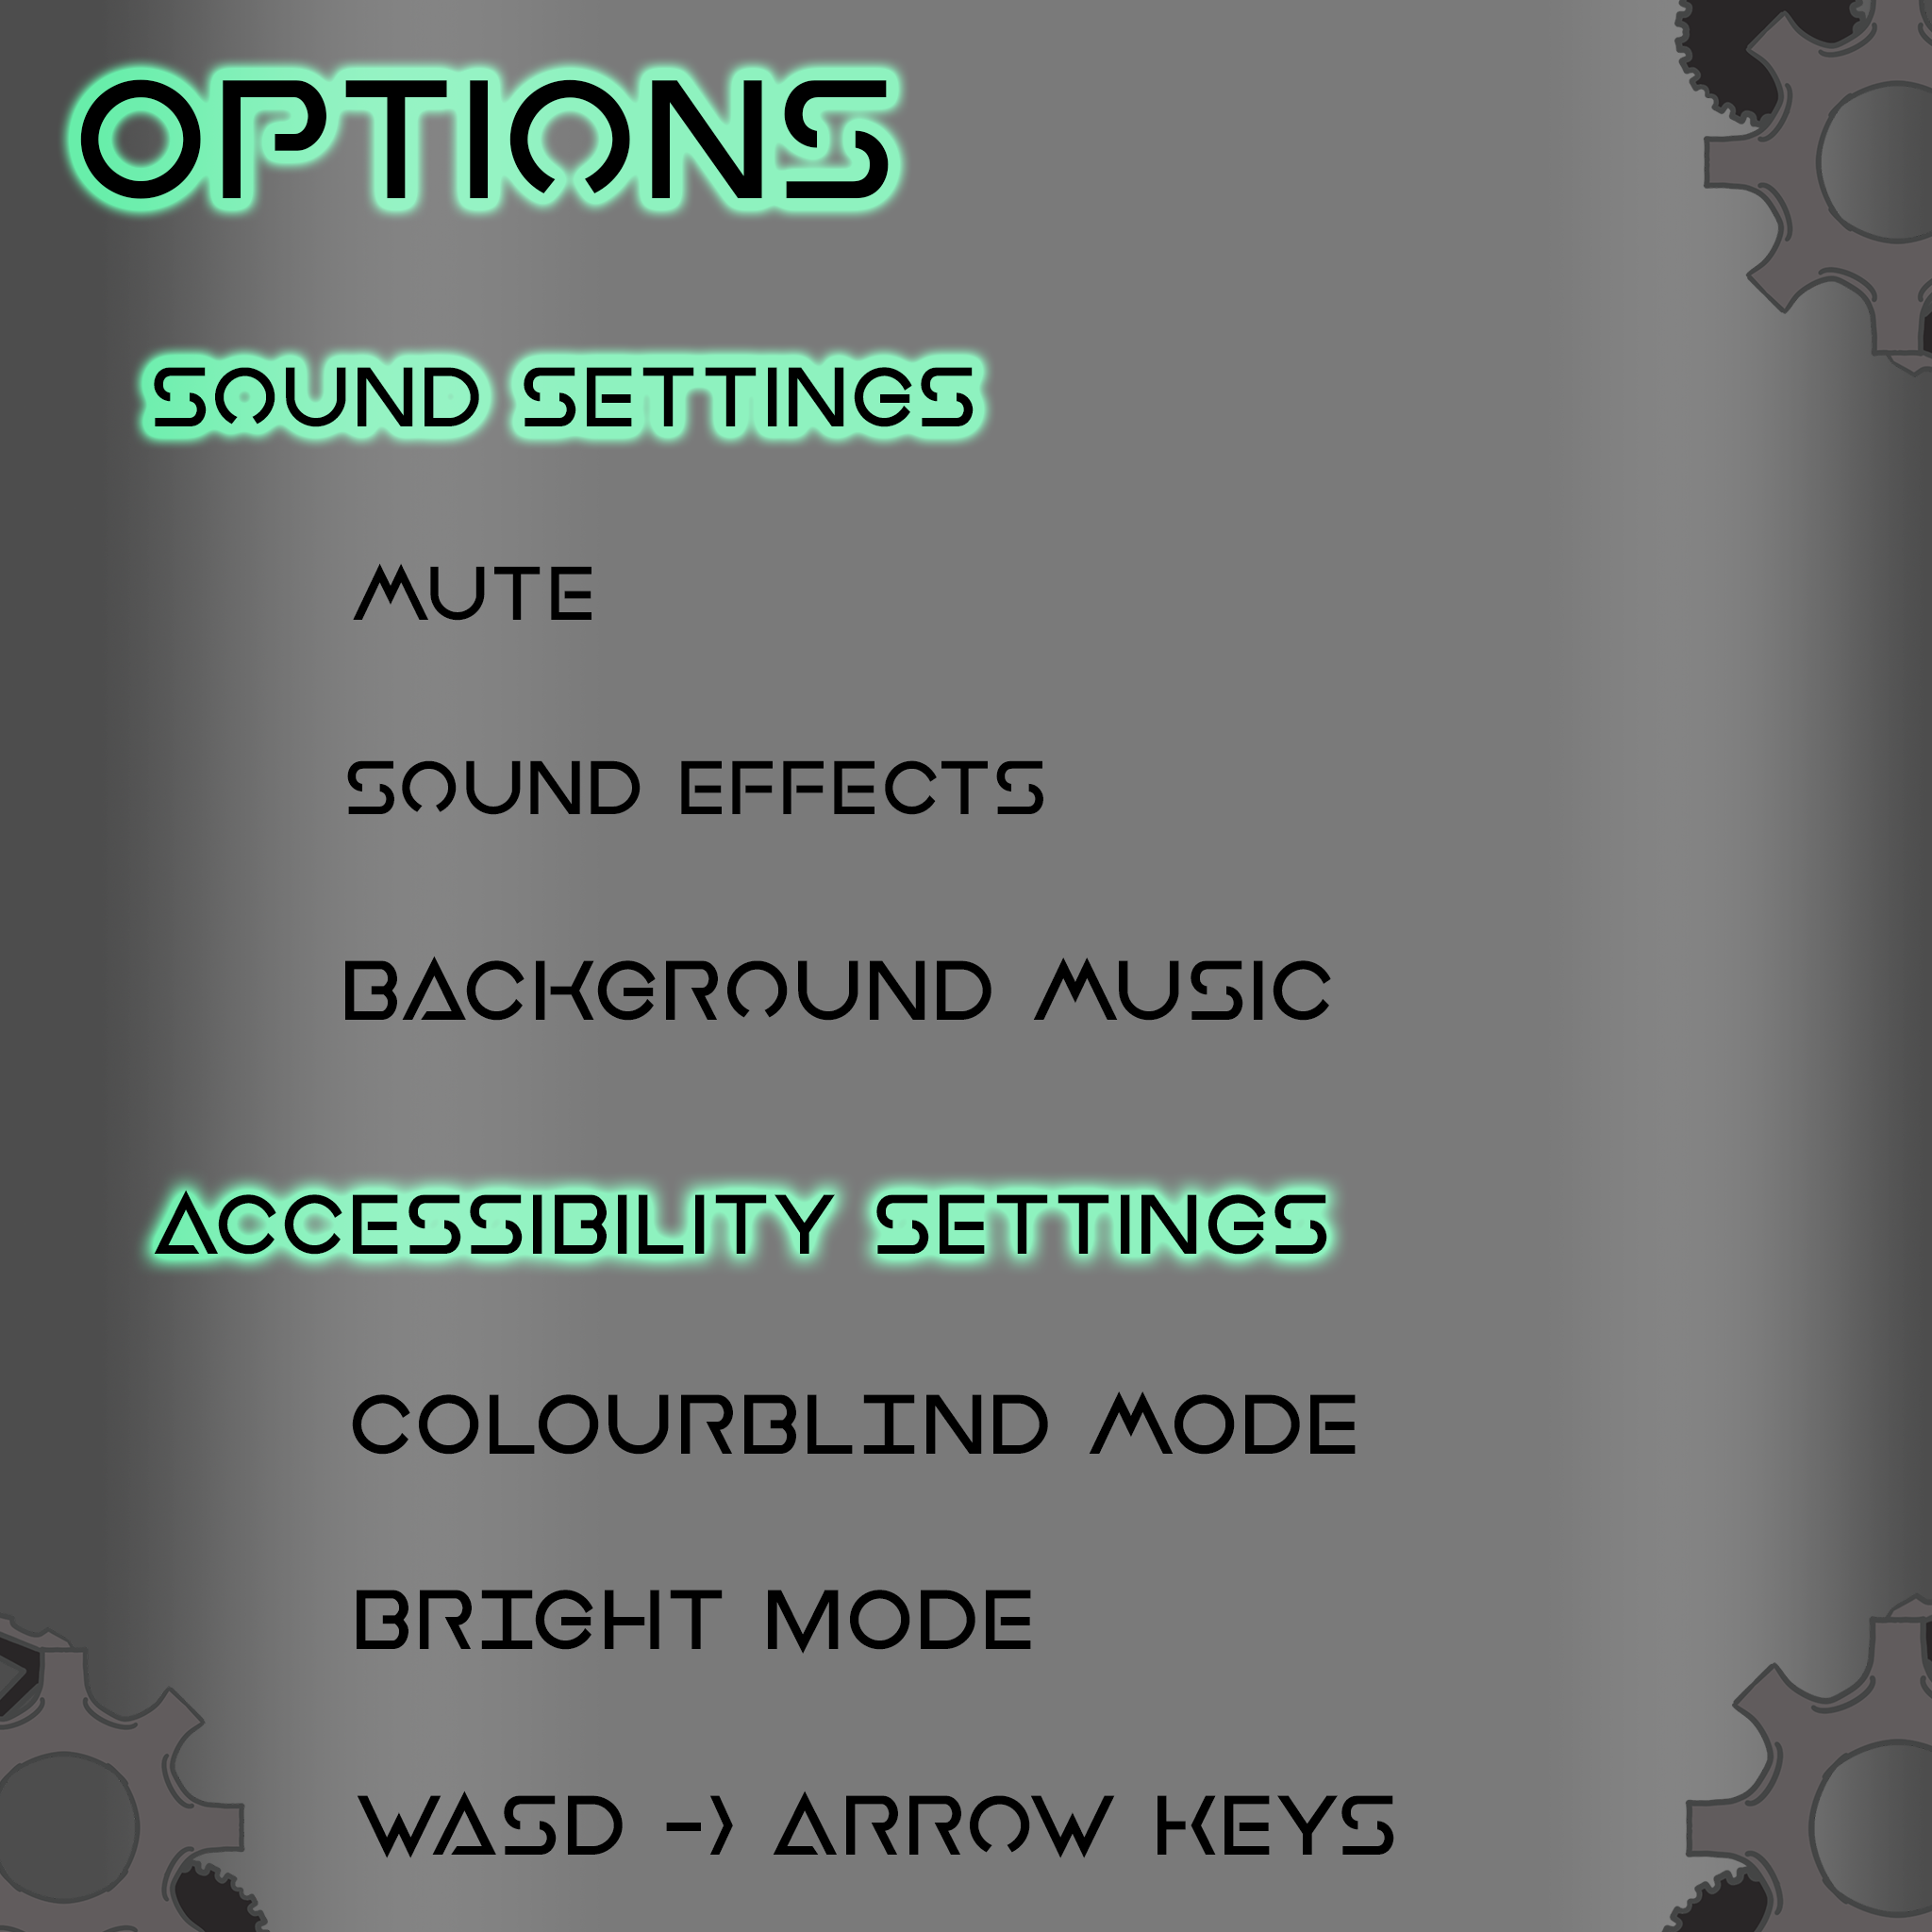 OPTIONS
SOUND SETTINGS
MUTE
SOUND EFFECTS
BACKGROUND MUSIC
ACCESSIBILITY SETTINGS
COLOURBLIND MODE
BRIGHT MODE
WASD -> ARROW KEYS